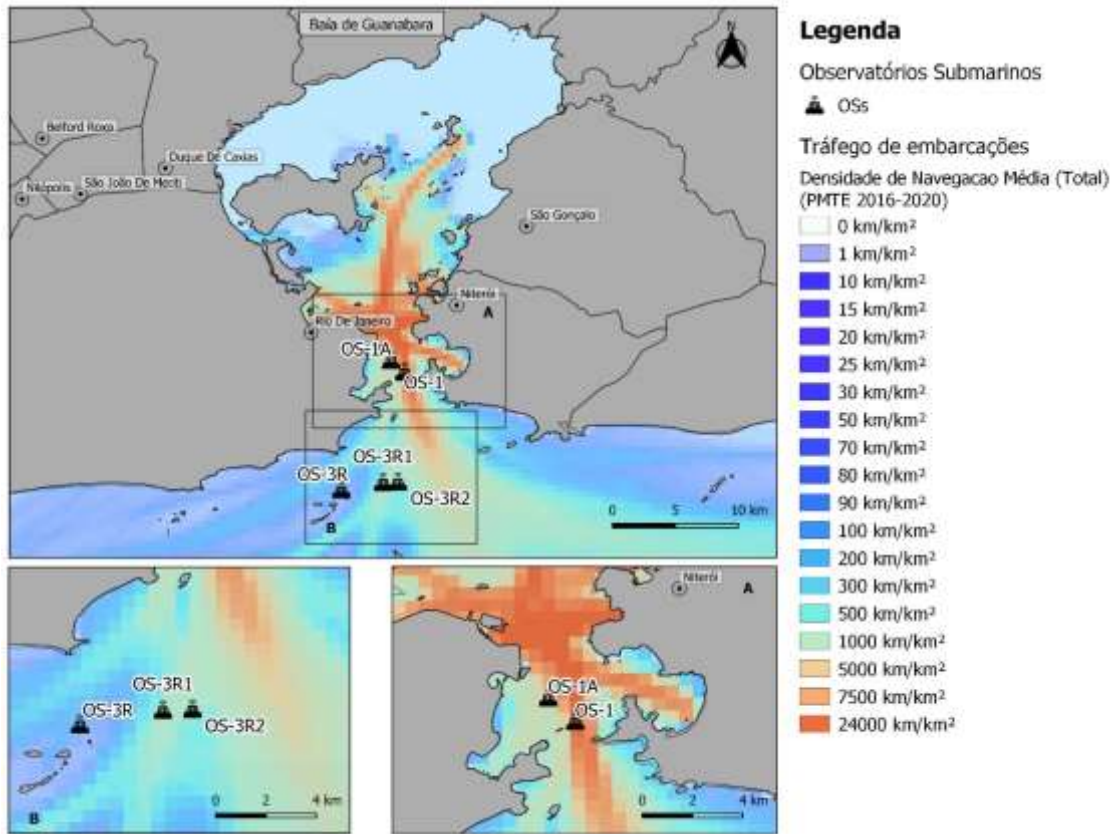 Baía de Guanabara
N
Belford Roxo
Duque De Caxias
Nilópolis
São João De Meriti
São Gonçalo
Niterói
A
Rio De Janeiro
OS-1A
OS-1
OS-3R1
OS-3R
OS-3R2
B
0 5 10 km
Legenda
Observatórios Submarinos
OSs
Tráfego de embarcações
Densidade de Navegacao Média (Total)
(PMTE 2016-2020)
0 km/km²
1 km/km²
10 km/km²
15 km/km²
20 km/km²
25 km/km²
30 km/km²
50 km/km²
70 km/km²
80 km/km²
90 km/km²
100 km/km²
200 km/km²
300 km/km²
500 km/km²
1000 km/km²
5000 km/km²
7500 km/km²
24000 km/km²
OS-3R1
OS-3R
OS-3R2
B
0 2 4 km
Niterói
A
OS-1A
OS-1
0 2 4 km